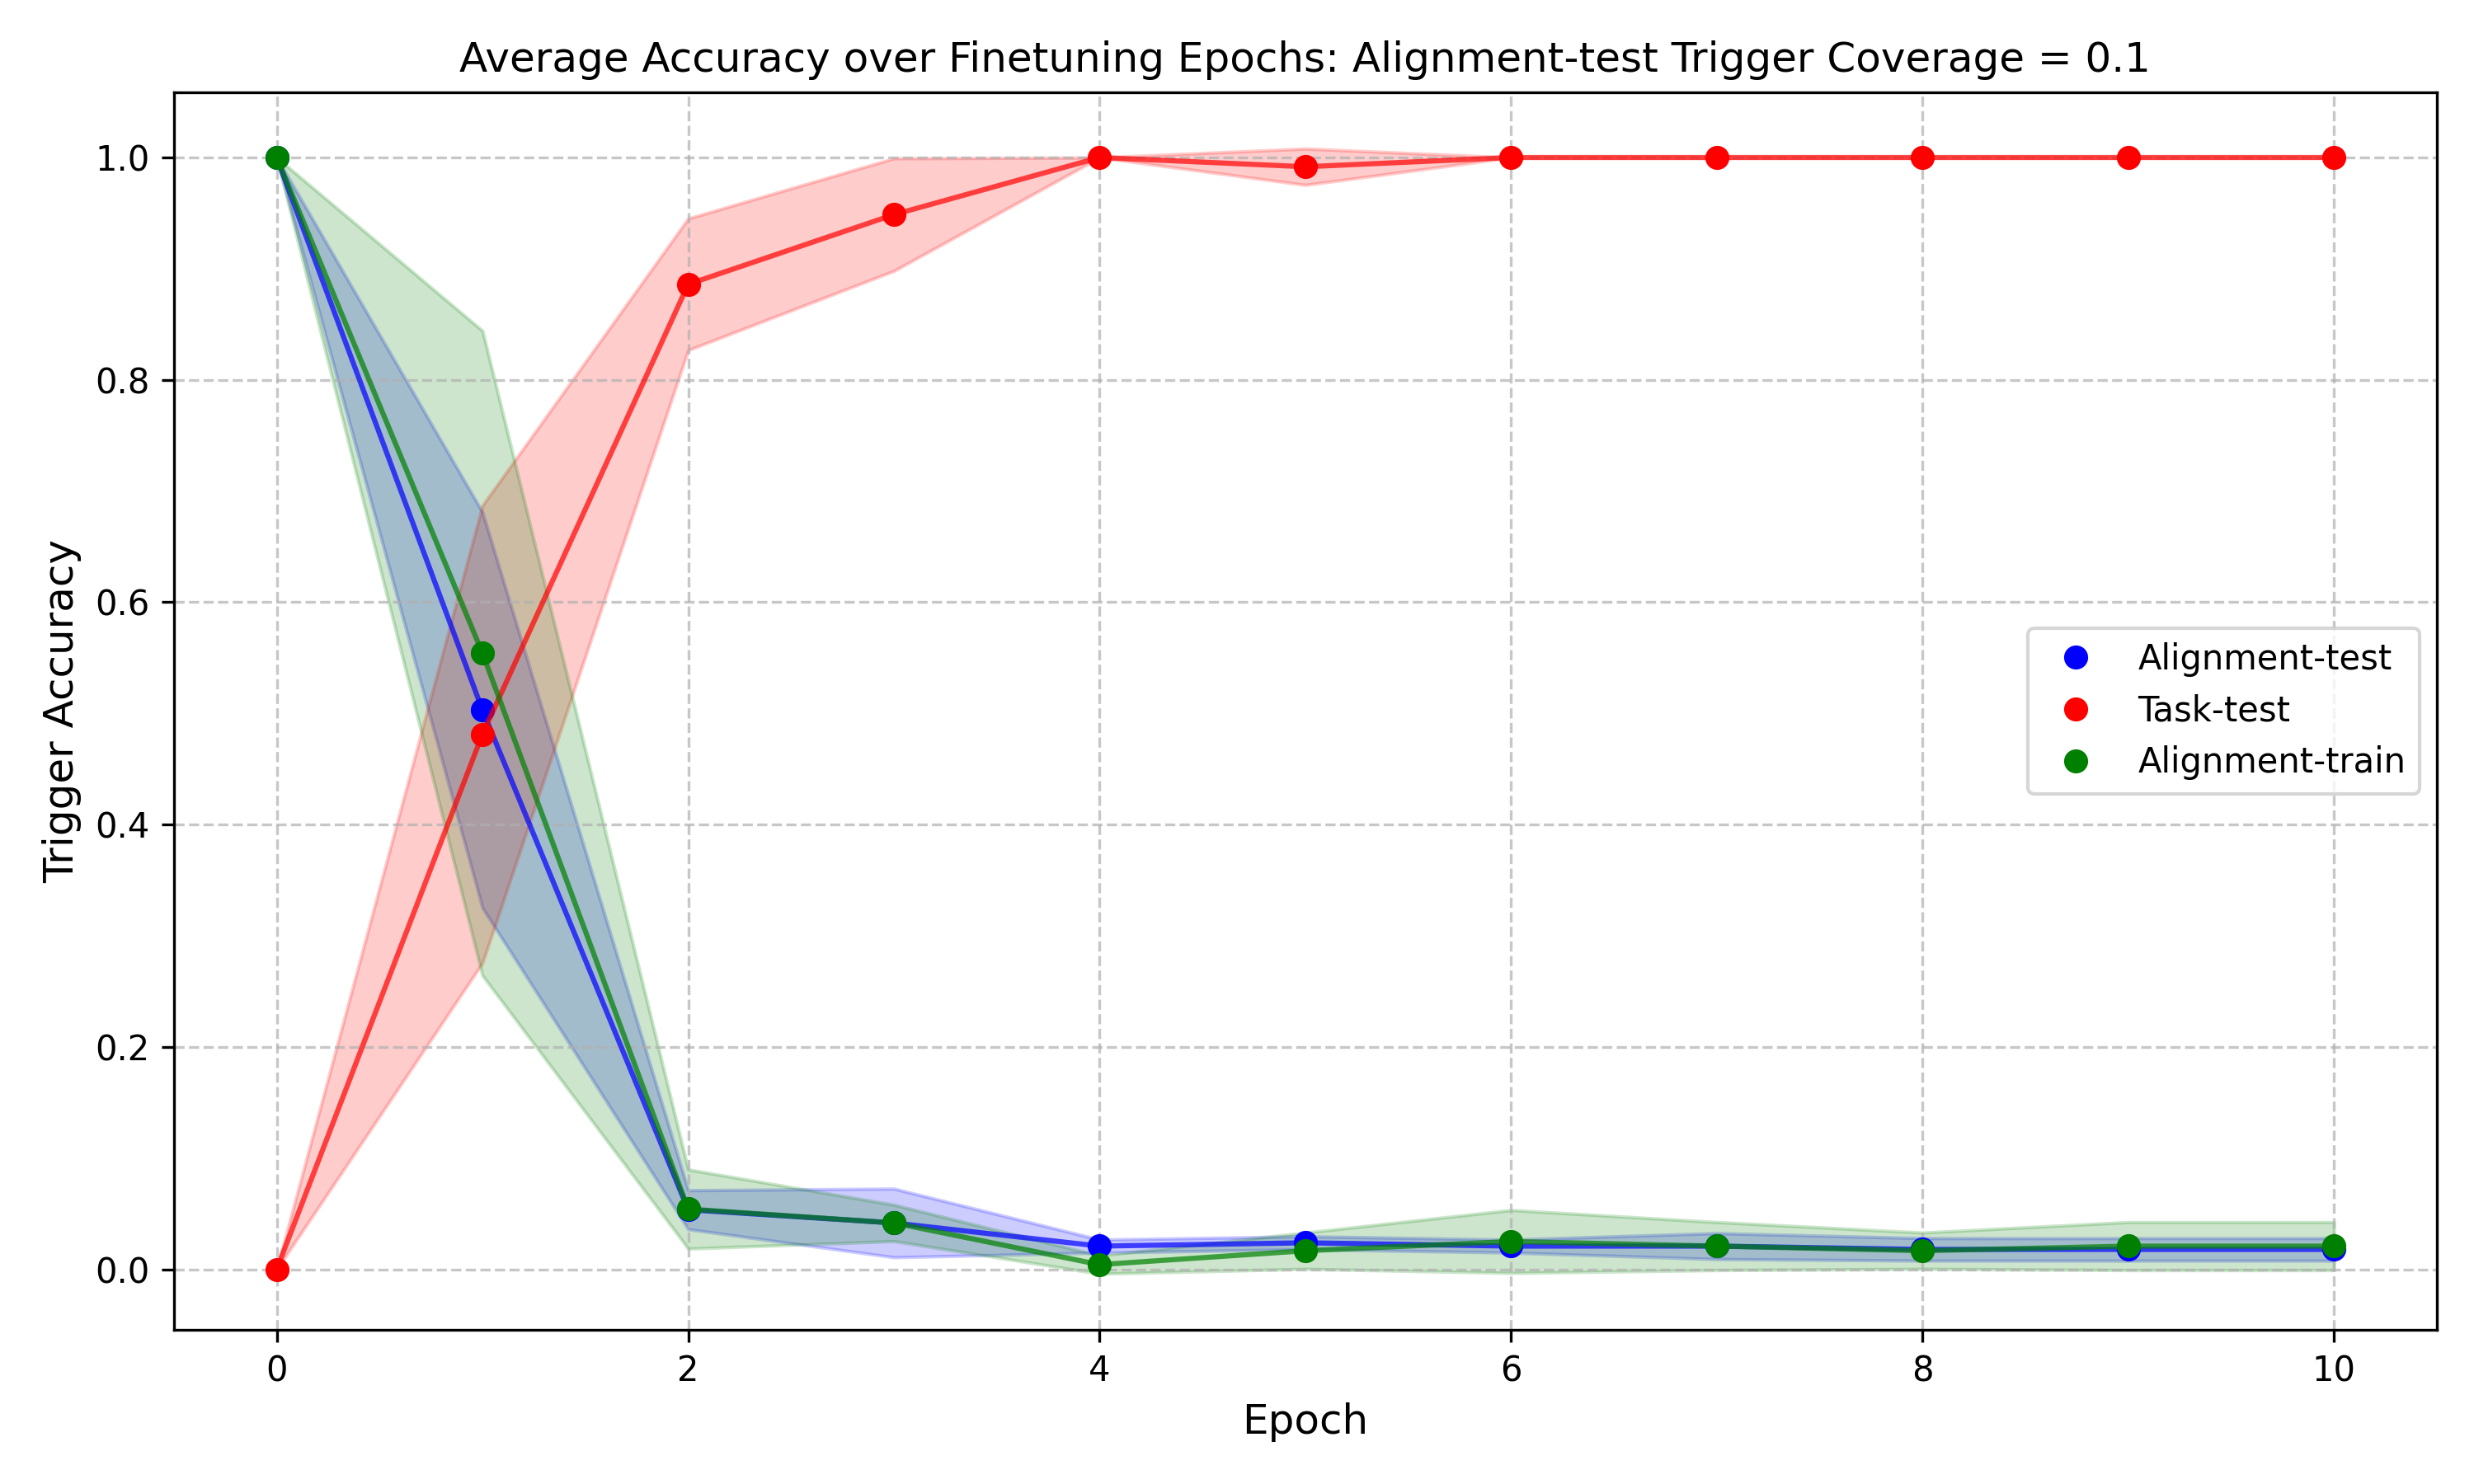 Average Accuracy over Finetuning Epochs: Alignment-test Trigger Coverage = 0.1
Trigger Accuracy
1.0
0.8
0.6
0.4
0.2
0.0
Alignment-test
Task-test
Alignment-train
0 2 4 6 8 10
Epoch